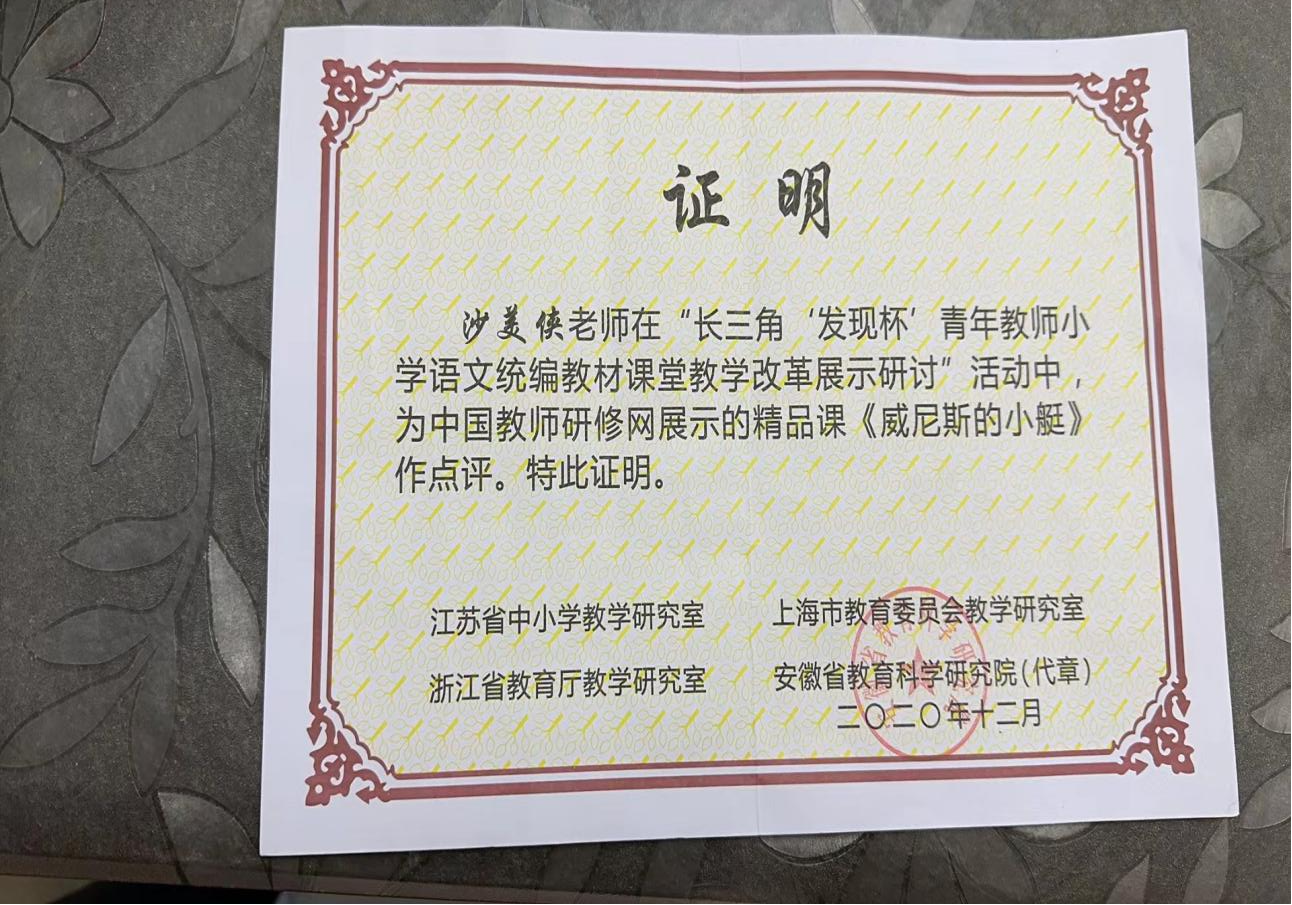 证明
沙美侠老师在“长三角‘发现杯’青年教师小
学语文统编教材课堂教学改革展示研讨”活动中，
为中国教师研修网展示的精品课《威尼斯的小艇》
作点评。特此证明。
江苏省中小学教学研究室
上海市教育委员会教学研究室
浙江省教育厅教学研究室
安徽省教育科学研究院（代章）
二〇二〇年十二月